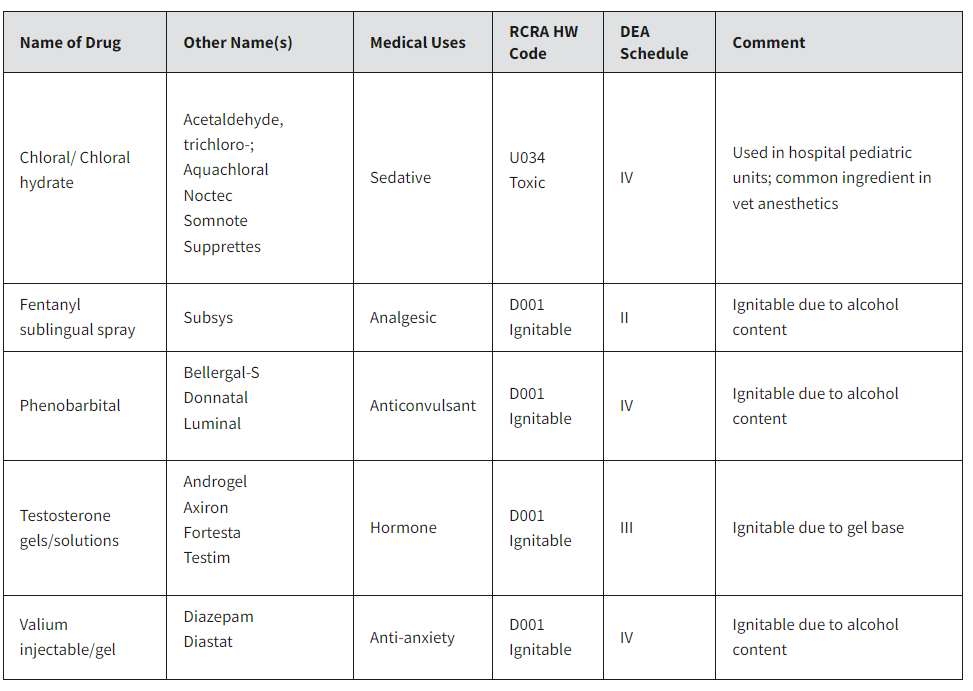 Name of Drug
Other Name(s)
Medical Uses
RCRA HW
Code
DEA
Schedule
Comment
Chloral/ Chloral
hydrate
Acetaldehyde,
trichloro-;
Aquachloral
Noctec
Somnote
Supprettes
Sedative
U034
Toxic
IV
Used in hospital pediatric
units; common ingredient in
vet anesthetics
Fentanyl
sublingual spray
Subsys
Analgesic
D001
Ignitable
II
Ignitable due to alcohol
content
Phenobarbital
Bellergal-S
Donnatal
Luminal
Anticonvulsant
D001
Ignitable
IV
Ignitable due to alcohol
content
Testosterone
gels/solutions
Androgel
Axiron
Fortesta
Testim
Hormone
D001
Ignitable
III
Ignitable due to gel base
Valium
injectable/gel
Diazepam
Diastat
Anti-anxiety
D001
Ignitable
IV
Ignitable due to alcohol
content